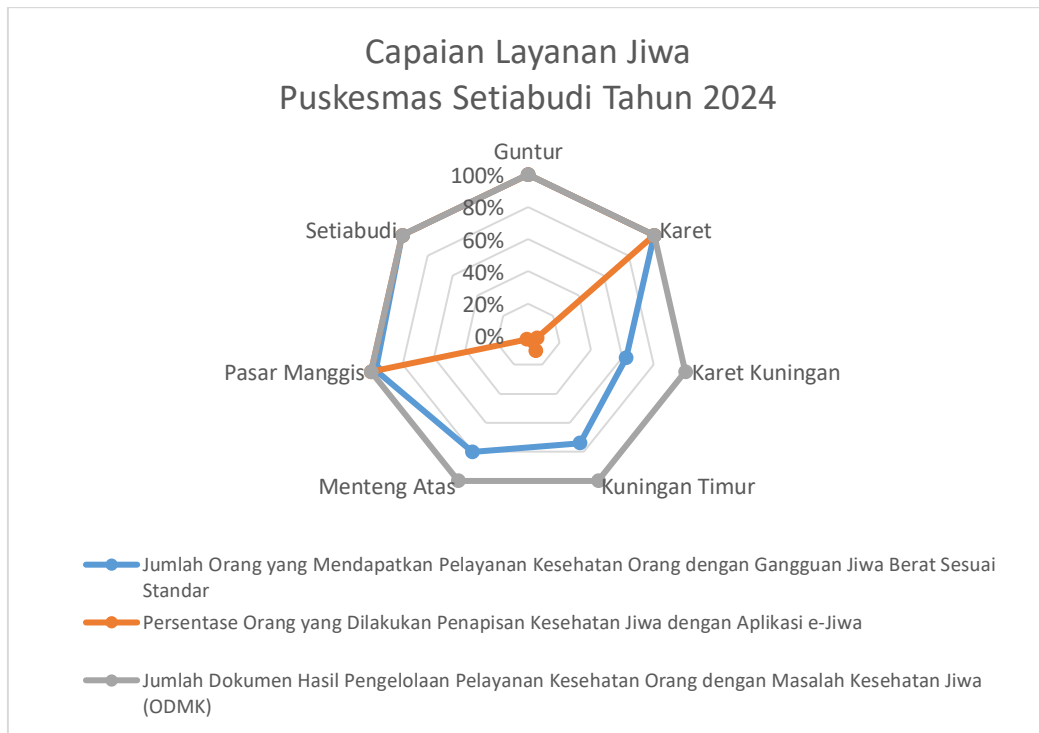 Capaian Layanan Jiwa
Puskesmas Setiabudi Tahun 2024
Guntur
100%
80%
60%
40%
20%
0%
Setiabudi
Karet
Pasar Manggis
Karet Kuningan
Menteng Atas
Kuningan Timur
Jumlah Orang yang Mendapatkan Pelayanan Kesehatan Orang dengan Gangguan Jiwa Berat Sesuai
Standar
Persentase Orang yang Dilakukan Penapisan Kesehatan Jiwa dengan Aplikasi e-Jiwa
Jumlah Dokumen Hasil Pengelolaan Pelayanan Kesehatan Orang dengan Masalah Kesehatan Jiwa
(ODMK)